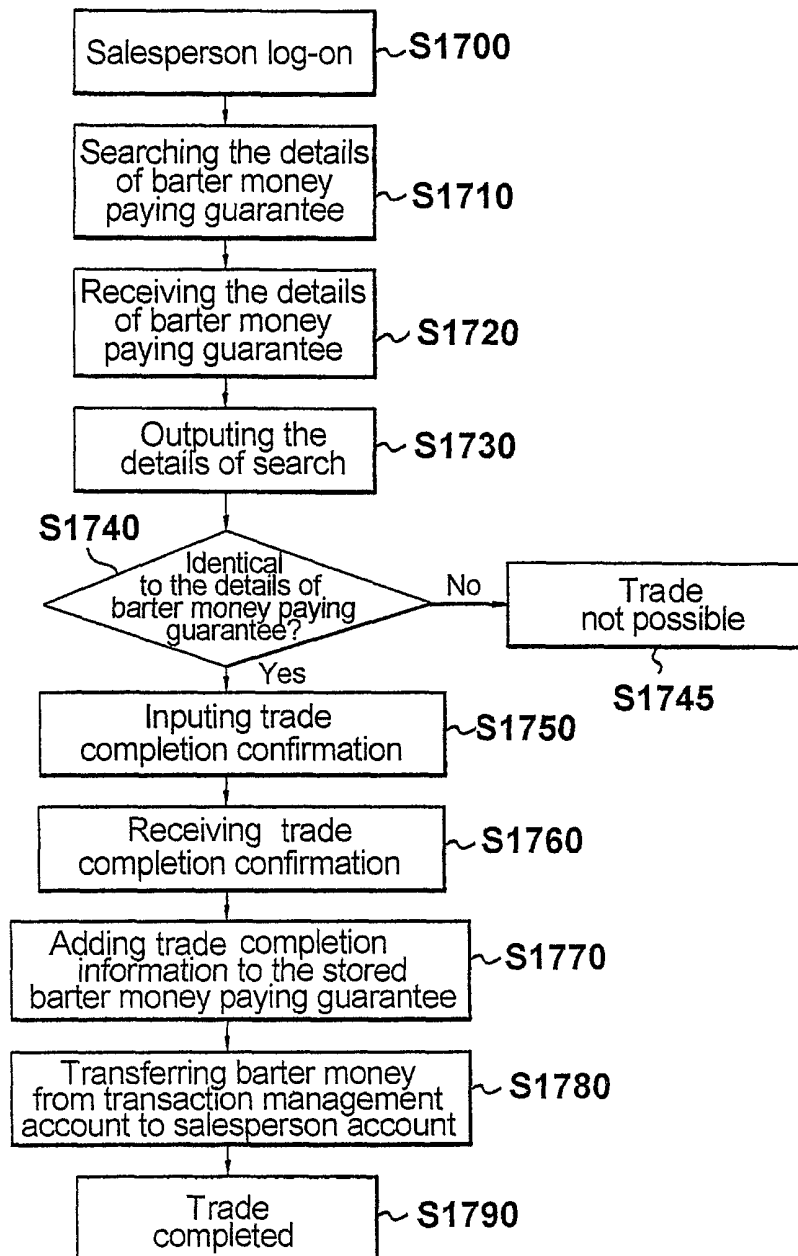 Salesperson log-on
S1700
Searching the details
of barter money
paying guarantee
S1710
Receiving the details
of barter money
paying guarantee
S1720
Outputing the
details of search
S1730
S1740
Identical
to the details of
barter money paying
guarantee?
No
Trade
not possible
S1745
Yes
Inputing trade
completion confirmation
S1750
Receiving trade
completion confirmation
S1760
Adding trade completion
information to the stored
barter money paying guarantee
S1770
Transferring barter money
from transaction management
account to salesperson account
S1780
Trade
completed
S1790